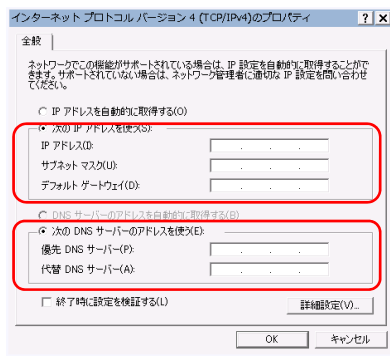 インターネット プロトコル バージョン 4 (TCP/IPv4)のプロパティ
全般
ネットワークでこの機能がサポートされている場合は、IP 設定を自動的に取得することがで
きます。サポートされていない場合は、ネットワーク管理者に適切な IP 設定を問い合わせ
てください。
IP アドレスを自動的に取得する(O)
次の IP アドレスを使う(S):
IP アドレス(I):
サブネット マスク(U):
デフォルト ゲートウェイ(D):
DNS サーバーのアドレスを自動的に取得する(B)
次の DNS サーバーのアドレスを使う(E):
優先 DNS サーバー(P):
代替 DNS サーバー(A):
終了時に設定を検証する(L)
詳細設定(V)...
OK キャンセル